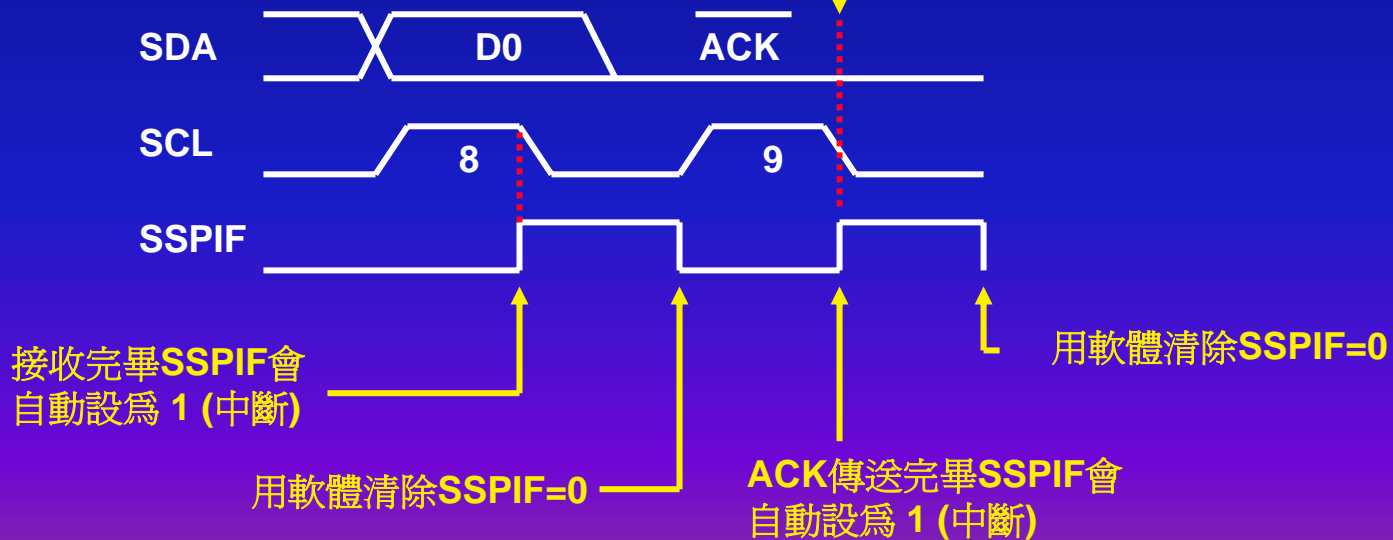 SDA
D0
ACK
SCL
8
9
SSPIF
接收完畢SSPIF會
自動設爲 1 (中斷)
用軟體清除SSPIF=0
用軟體清除SSPIF=0
ACK傳送完畢SSPIF會
自動設爲 1 (中斷)